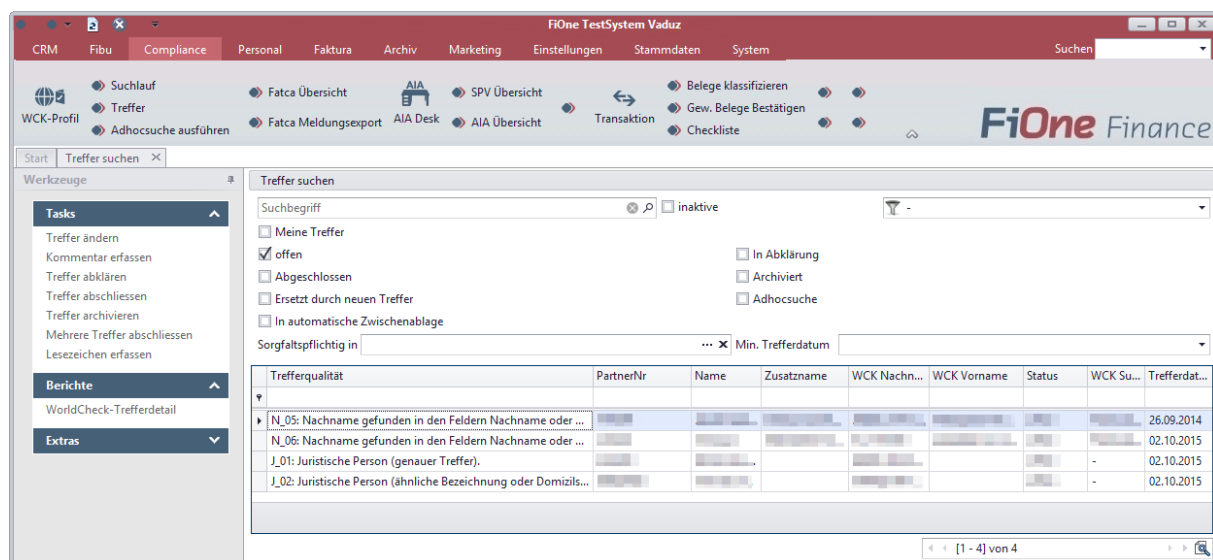 FiOne TestSystem Vaduz
CRM Fibu Compliance Personal Faktura Archiv Marketing Einstellungen Stammdaten System Suchen
WCK-Profil
Suchlauf
Treffer
Adhocsuche ausführen
Fatca Übersicht
Fatca Meldungsexport
AIA
AIA Desk
SPV Übersicht
AIA Übersicht
Transaktion
Belege klassifizieren
Gew. Belege Bestätigen
Checkliste
FiOne Finance
Start Treffer suchen
Werkzeuge
Tasks
Treffer ändern
Kommentar erfassen
Treffer abklären
Treffer abschliessen
Treffer archivieren
Mehrere Treffer abschliessen
Lesezeichen erfassen
Berichte
WorldCheck-Trefferdetail
Extras
Treffer suchen
Suchbegriff inaktive -
Meine Treffer
offen In Abklärung
Abgeschlossen Archiviert
Ersetzt durch neuen Treffer Adhocsuche
In automatische Zwischenablage
Sorgfaltspflichtig in ... Min. Trefferdatum
Trefferqualität PartnerNr Name Zusatzname WCK Nachn... WCK Vorname Status WCK Su... Trefferdat...
N_05: Nachname gefunden in den Feldern Nachname oder ... 26.09.2014
N_06: Nachname gefunden in den Feldern Nachname oder ... 02.10.2015
J_01: Juristische Person (genauer Treffer). - 02.10.2015
J_02: Juristische Person (ähnliche Bezeichnung oder Domizils... - 02.10.2015
[1 - 4] von 4